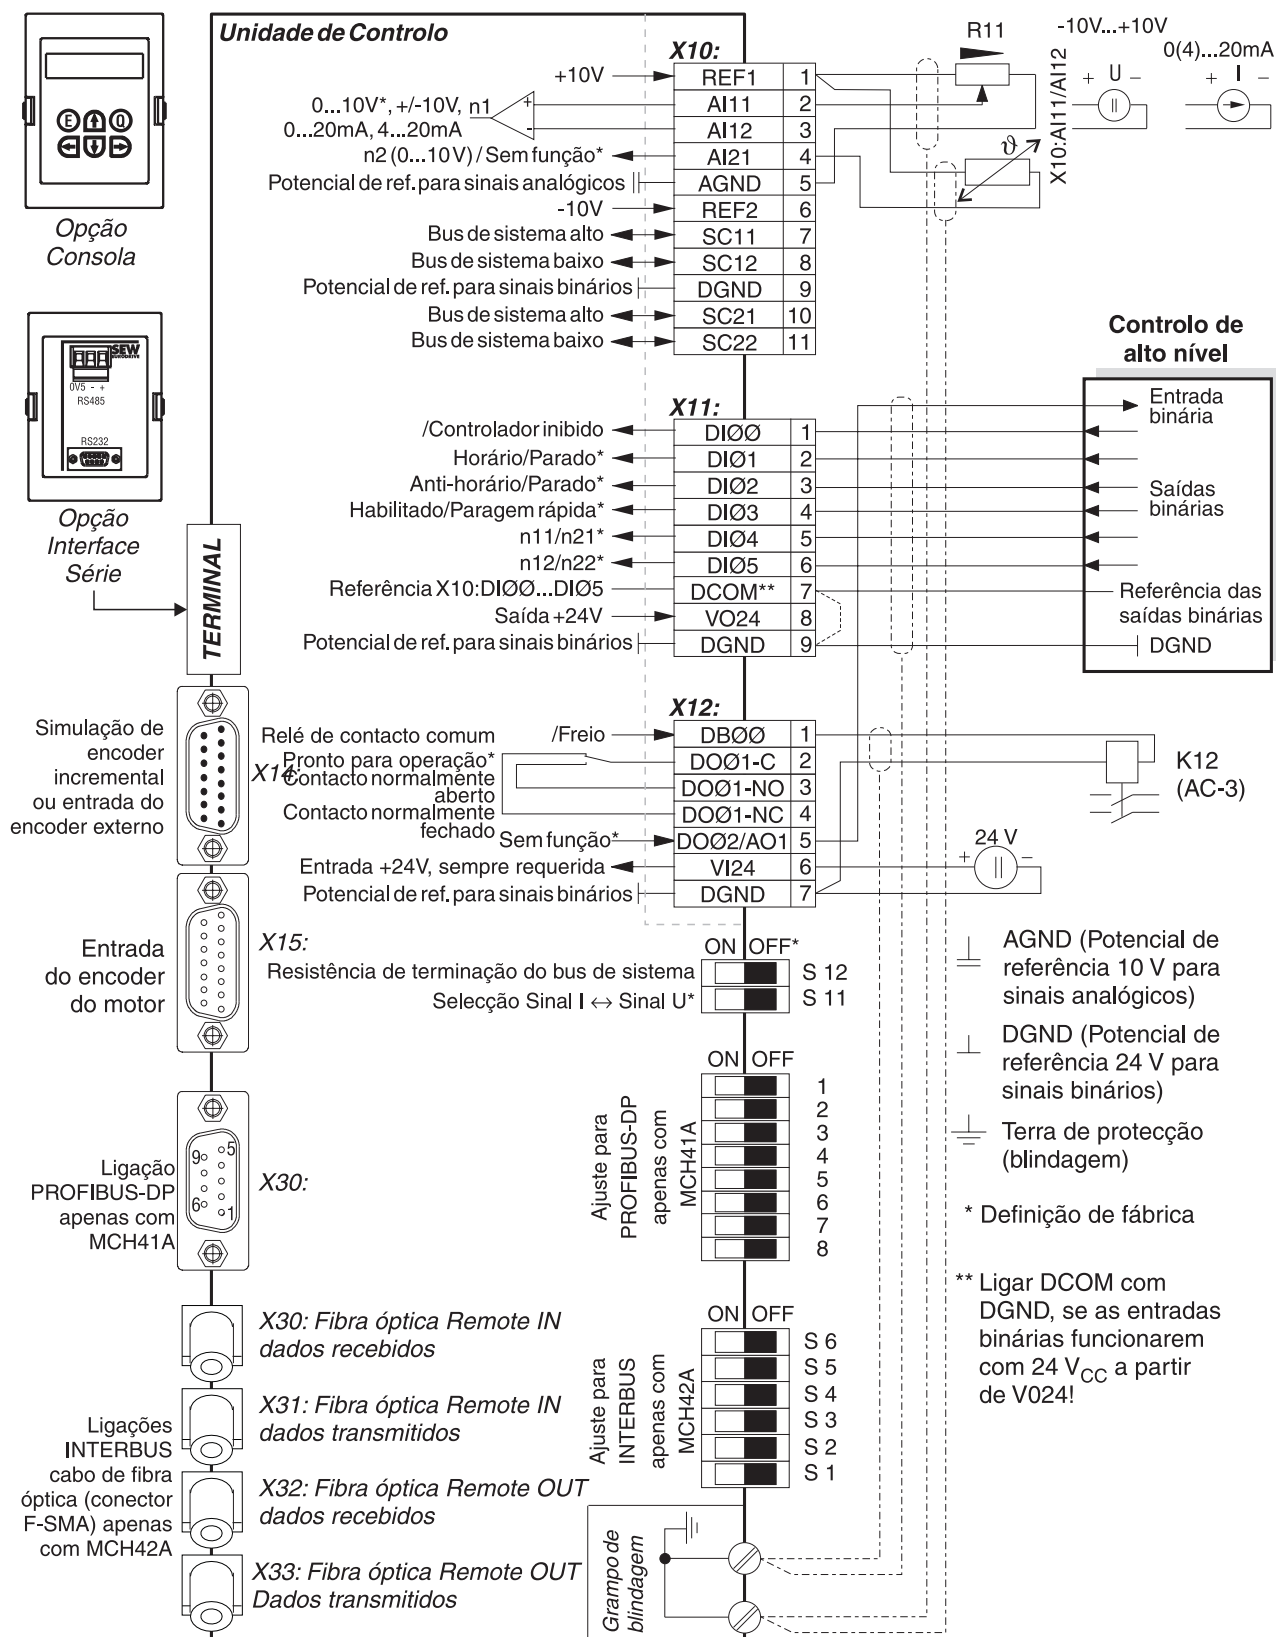 Unidade de Controlo
Opção
Consola
SEW
EURODRIVE
0V5 - +
RS485
RS232
Opção
Interface
Série
TERMINAL
X10:
+10V
REF1 1
0...10V*, +/-10V, n1
0...20mA, 4...20mA
+
-
AI11 2
AI12 3
n2 (0...10V) / Sem função*
AI21 4
Potencial de ref. para sinais analógicos
AGND 5
-10V
REF2 6
Bus de sistema alto
SC11 7
Bus de sistema baixo
SC12 8
Potencial de ref. para sinais binários
DGND 9
Bus de sistema alto
SC21 10
Bus de sistema baixo
SC22 11
R11
ϑ
X10:AI11/AI12
-10V...+10V
+ U -
0(4)...20mA
+ I -
X11:
/Controlador inibido
DIØØ 1
Horário/Parado*
DIØ1 2
Anti-horário/Parado*
DIØ2 3
Habilitado/Paragem rápida*
DIØ3 4
n11/n21*
DIØ4 5
n12/n22*
DIØ5 6
Referência X10:DIØØ...DIØ5
DCOM** 7
Saída +24V
VO24 8
Potencial de ref. para sinais binários
DGND 9
Controlo de
alto nível
Entrada
binária
Saídas
binárias
Referência das
saídas binárias
DGND
X12:
/Freio
DBØØ 1
Relé de contacto comum
Pronto para operação*
DOØ1-C 2
Contacto normalmente
aberto
DOØ1-NO 3
Contacto normalmente
fechado
DOØ1-NC 4
Sem função*
DOØ2/AO1 5
Entrada +24V, sempre requerida
VI24 6
Potencial de ref. para sinais binários
DGND 7
K12
(AC-3)
24 V
+ -
Simulação de
encoder
incremental
ou entrada do
encoder externo
X14:
Entrada
do encoder
do motor
X15:
ON OFF*
Resistência de terminação do bus de sistema
S 12
Selecção Sinal I ↔ Sinal U*
S 11
AGND (Potencial de
referência 10 V para
sinais analógicos)
DGND (Potencial de
referência 24 V para
sinais binários)
Terra de protecção
(blindagem)
* Definição de fábrica
** Ligar DCOM com
DGND, se as entradas
binárias funcionarem
com 24 VCC a partir
de V024!
Ligação
PROFIBUS-DP
apenas com
MCH41A
9 5
6 1
X30:
Ajuste para
PROFIBUS-DP
apenas com
MCH41A
ON OFF
1
2
3
4
5
6
7
8
Ligações
INTERBUS
cabo de fibra
óptica (conector
F-SMA) apenas
com MCH42A
X30: Fibra óptica Remote IN
dados recebidos
X31: Fibra óptica Remote IN
dados transmitidos
X32: Fibra óptica Remote OUT
dados recebidos
X33: Fibra óptica Remote OUT
Dados transmitidos
Ajuste para
INTERBUS
apenas com
MCH42A
ON OFF
S 6
S 5
S 4
S 3
S 2
S 1
Grampo de
blindagem
E
Q